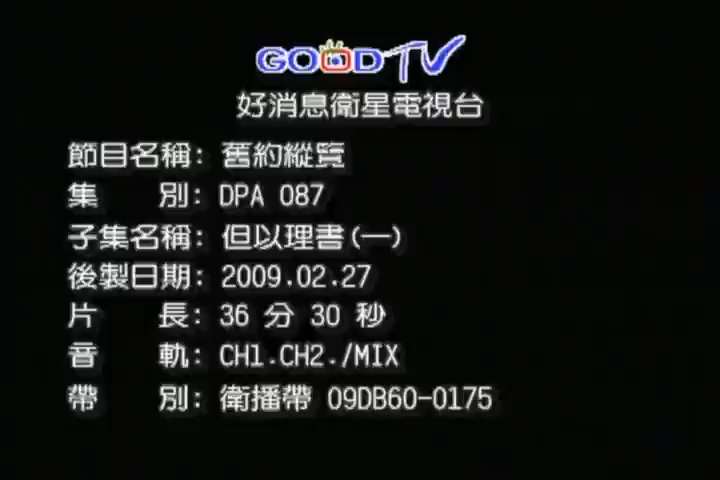 GOOD TV
好消息衛星電視台
節目名稱: 舊約縱覽
集 別: DPA 087
子集名稱: 但以理書(一)
後製日期: 2009.02.27
片 長: 36 分 30 秒
音 軌: CH1.CH2./MIX
帶 別: 衛播帶 09DB60-0175